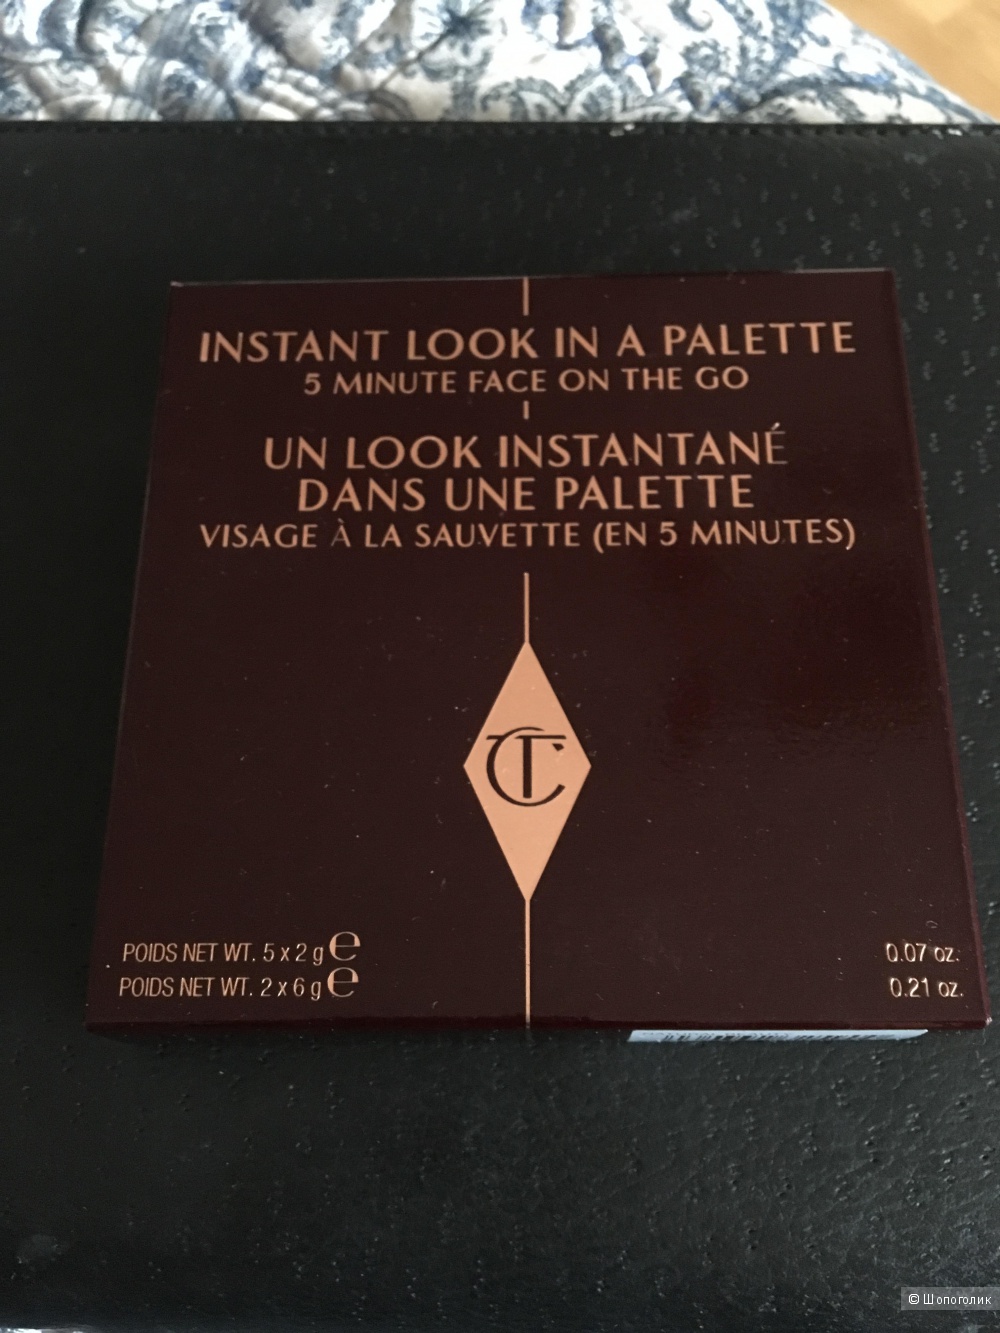 INSTANT LOOK IN A PALETTE
5 MINUTE FACE ON THE GO
UN LOOK INSTANTANÉ
DANS UNE PALETTE
VISAGE À LA SAUVETTE (EN 5 MINUTES)
TC
POIDS NET WT. 5 x 2 g ℮ 0.07 oz.
POIDS NET WT. 2 x 6 g ℮ 0.21 oz.
© Шопоголик